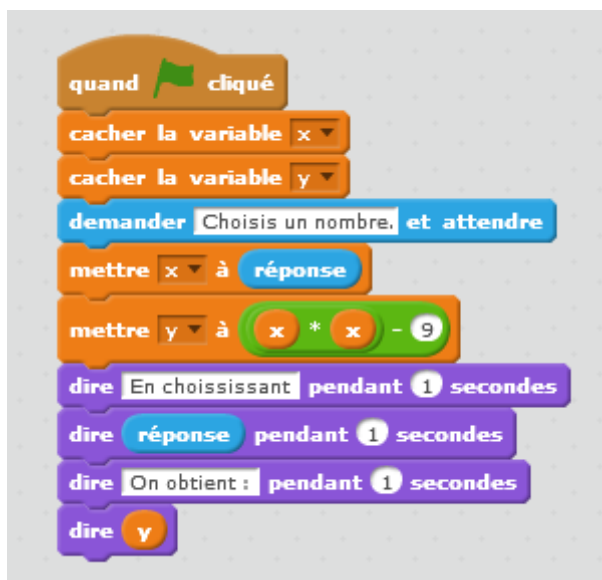 quand cliqué
cacher la variable x
cacher la variable y
demander Choisis un nombre. et attendre
mettre x à réponse
mettre y à x * x - 9
dire En choississant pendant 1 secondes
dire réponse pendant 1 secondes
dire On obtient : pendant 1 secondes
dire y